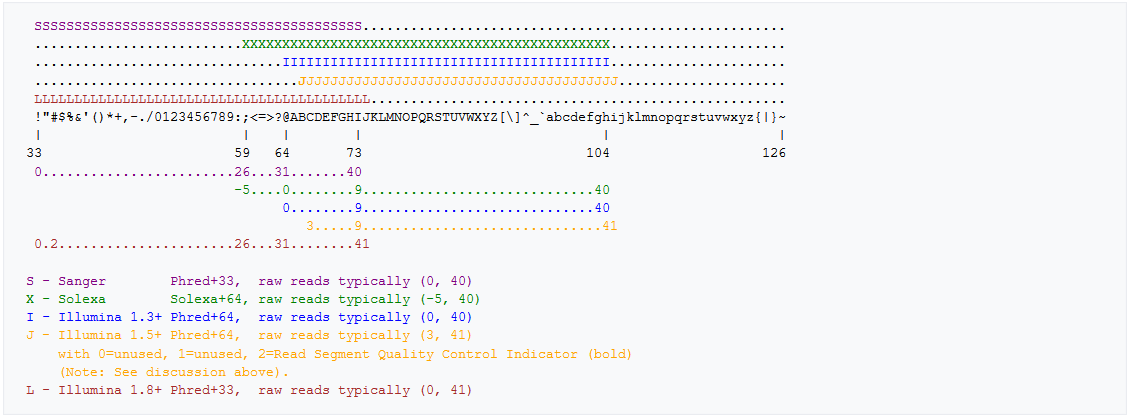 SSSSSSSSSSSSSSSSSSSSSSSSSSSSSSSSSSSSSSSSS.....................................................
..........................XXXXXXXXXXXXXXXXXXXXXXXXXXXXXXXXXXXXXXXXXXXXXX......................
...............................IIIIIIIIIIIIIIIIIIIIIIIIIIIIIIIIIIIIIIIII......................
.................................JJJJJJJJJJJJJJJJJJJJJJJJJJJJJJJJJJJJJJJJ.....................
LLLLLLLLLLLLLLLLLLLLLLLLLLLLLLLLLLLLLLLLLL....................................................
!"#$%&'()*+,-./0123456789:;<=>?@ABCDEFGHIJKLMNOPQRSTUVWXYZ[\]^_`abcdefghijklmnopqrstuvwxyz{|}~
| | | | | |
33 59 64 73 104 126
0........................26...31.......40
-5....0........9.............................40
0........9.............................40
3.....9..............................41
0.2......................26...31........41
S - Sanger Phred+33, raw reads typically (0, 40)
X - Solexa Solexa+64, raw reads typically (-5, 40)
I - Illumina 1.3+ Phred+64, raw reads typically (0, 40)
J - Illumina 1.5+ Phred+64, raw reads typically (3, 41)
with 0=unused, 1=unused, 2=Read Segment Quality Control Indicator (bold)
(Note: See discussion above).
L - Illumina 1.8+ Phred+33, raw reads typically (0, 41)